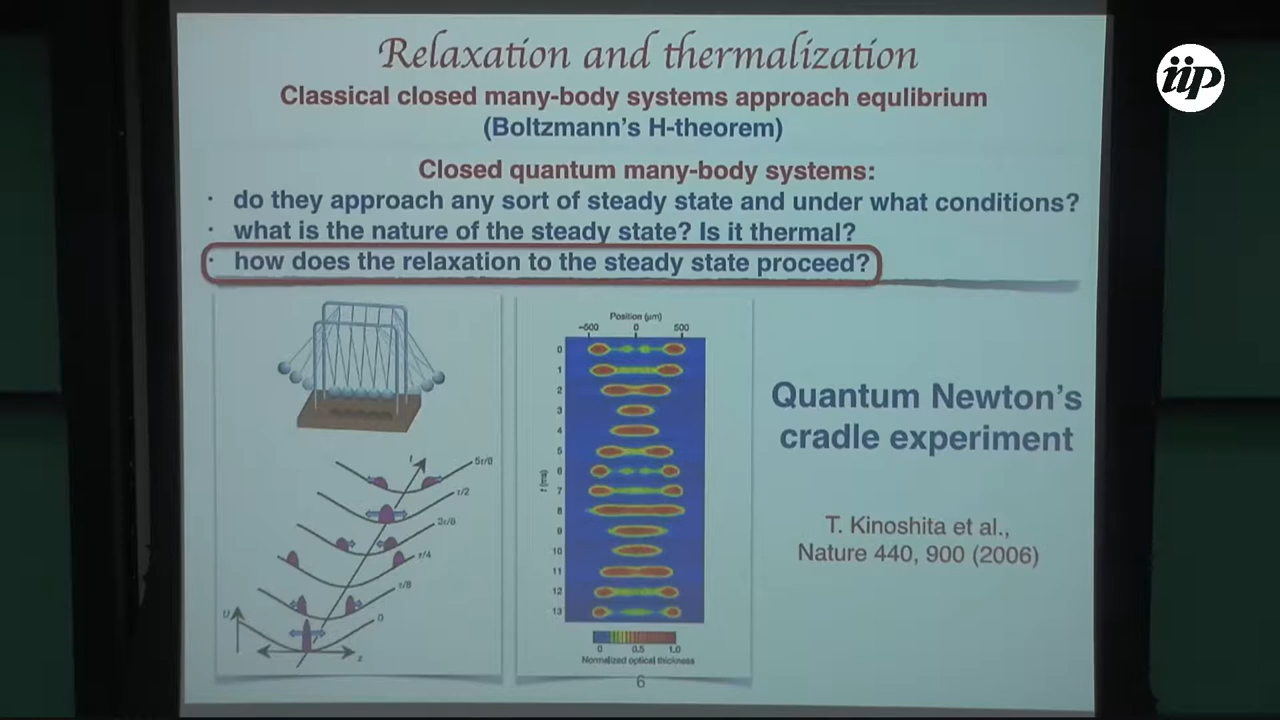 iip
Relaxation and thermalization
Classical closed many-body systems approach equlibrium
(Boltzmann's H-theorem)
Closed quantum many-body systems:
· do they approach any sort of steady state and under what conditions?
· what is the nature of the steady state? Is it thermal?
· how does the relaxation to the steady state proceed?
Position (μm)
-500 0 500
0
1
2
3
4
5
6
7
8
9
10
11
12
13
t (ms)
0 0.5 1.0
Normalized optical thickness
t
τ/2
τ/4
τ/8
0
U
z
Quantum Newton's
cradle experiment
T. Kinoshita et al.,
Nature 440, 900 (2006)
6